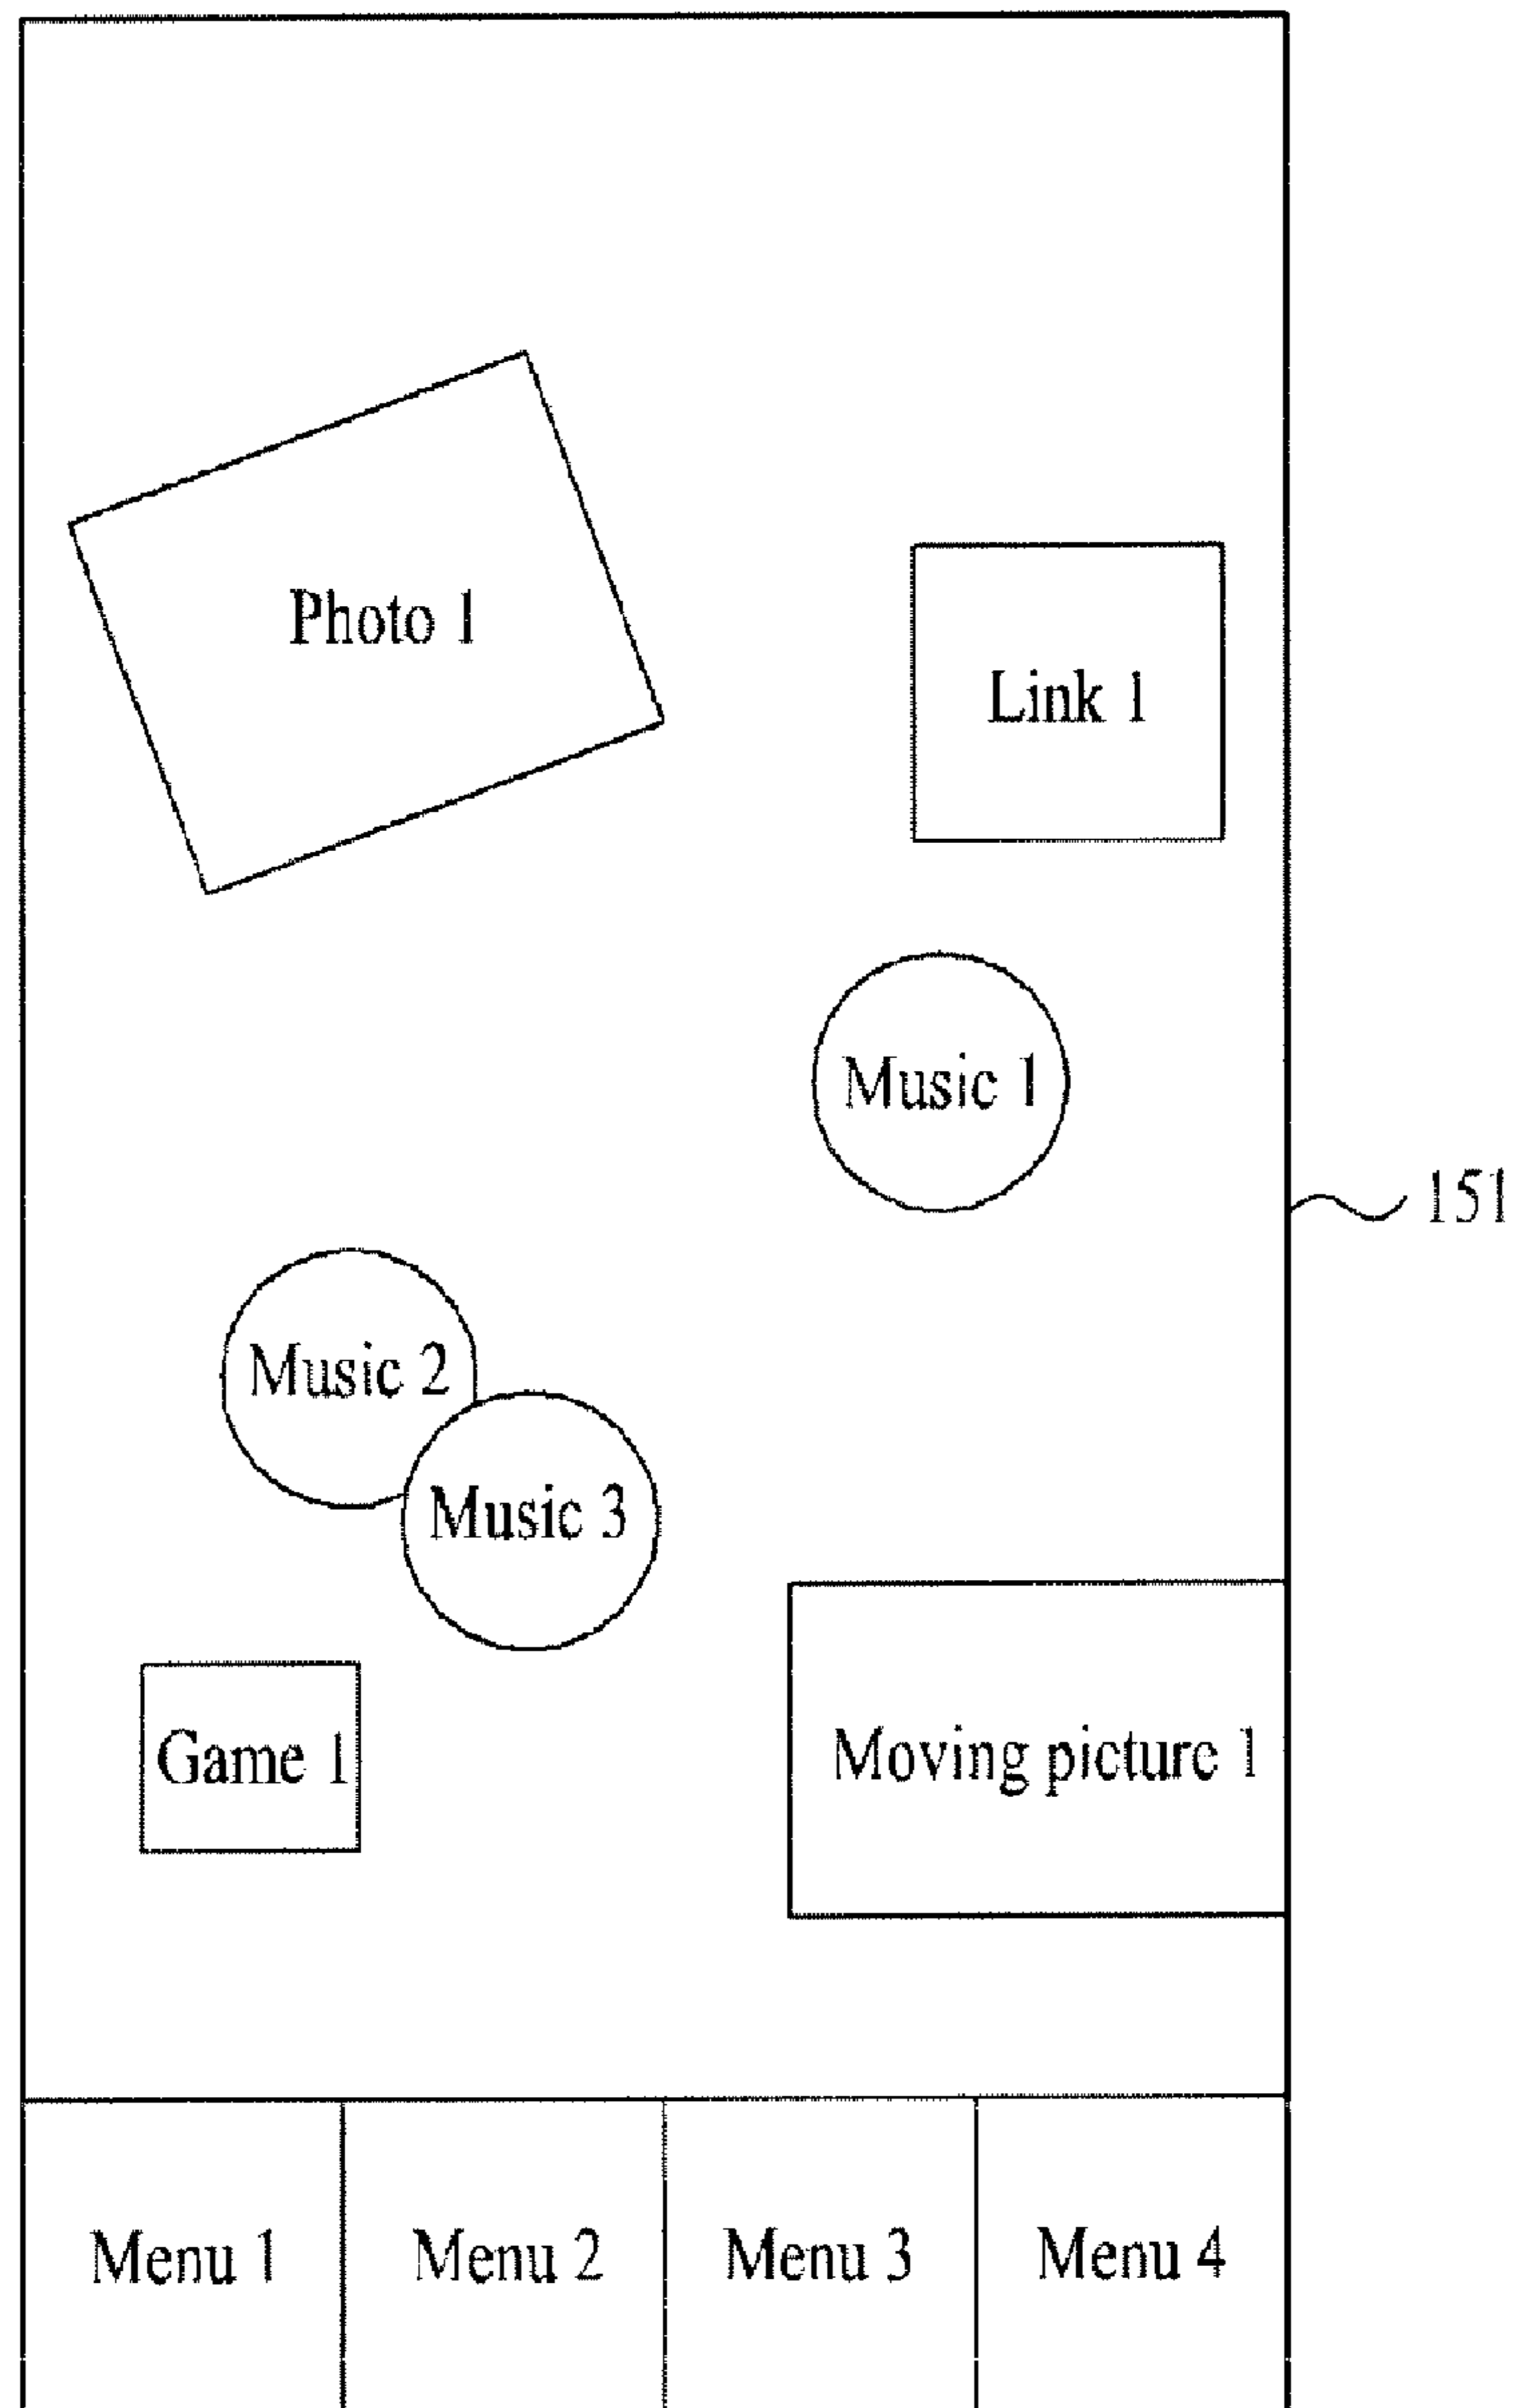 Photo 1
Link 1
Music 1
151
Music 2
Music 3
Game 1
Moving picture 1
Menu 1
Menu 2
Menu 3
Menu 4